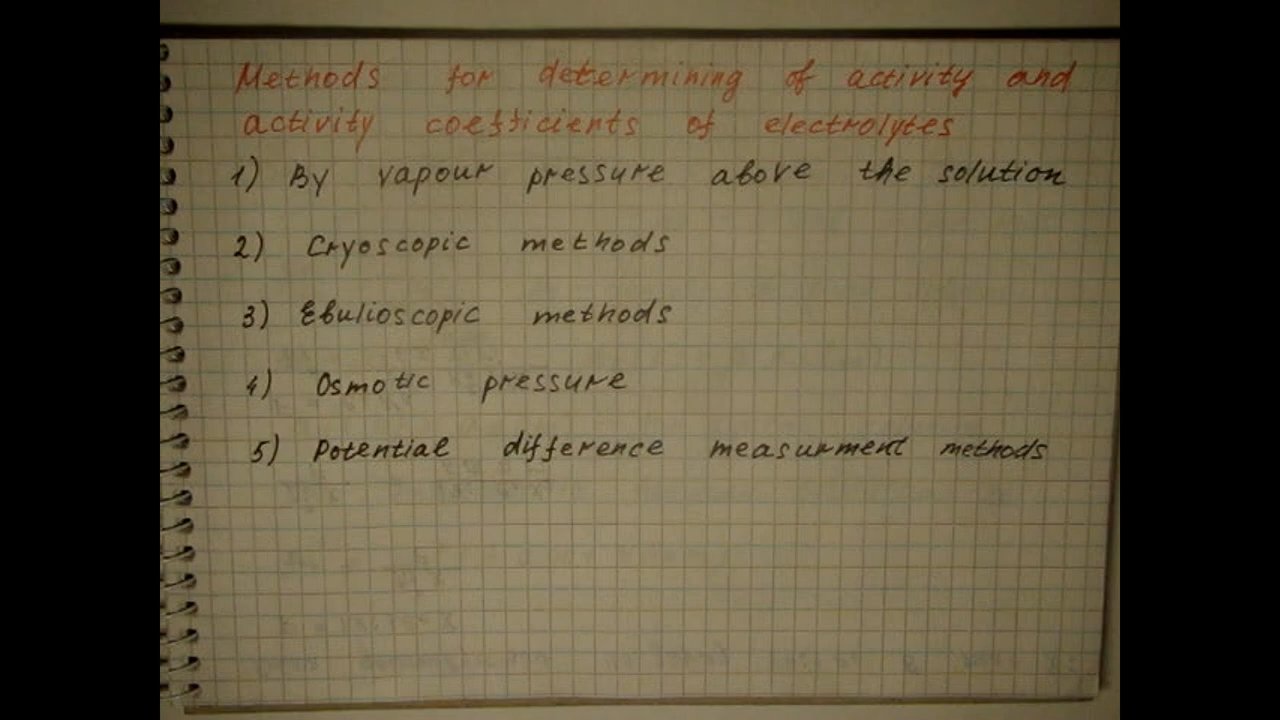 Methods for determining of activity and
activity coefficients of electrolytes
1) By vapour pressure above the solution
2) Cryoscopic methods
3) Ebulioscopic methods
4) Osmotic pressure
5) Potential difference measurment methods